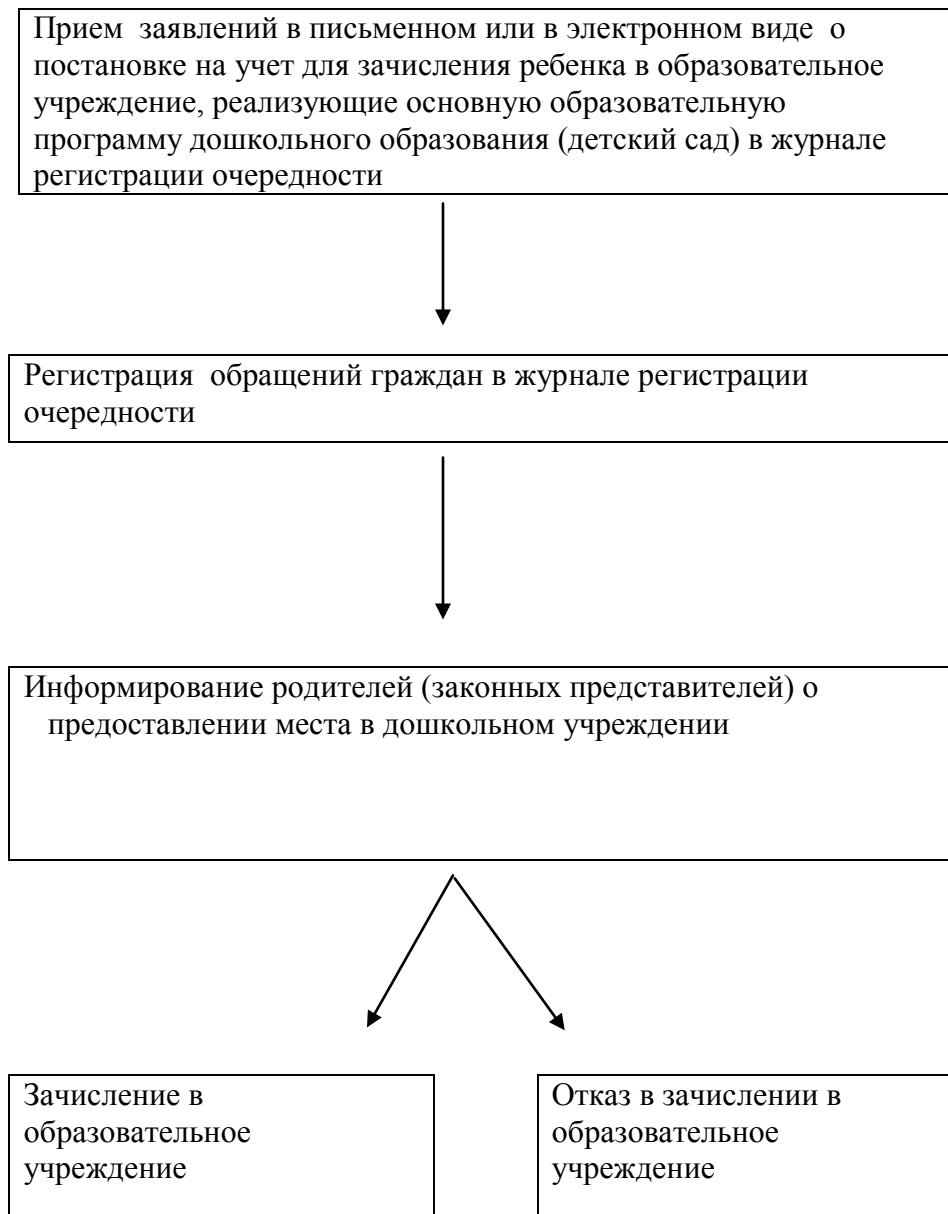 Прием заявлений в письменном или в электронном виде о
постановке на учет для зачисления ребенка в образовательное
учреждение, реализующие основную образовательную
программу дошкольного образования (детский сад) в журнале
регистрации очередности
Регистрация обращений граждан в журнале регистрации
очередности
Информирование родителей (законных представителей) о
предоставлении места в дошкольном учреждении
Зачисление в
образовательное
учреждение
Отказ в зачислении в
образовательное
учреждение